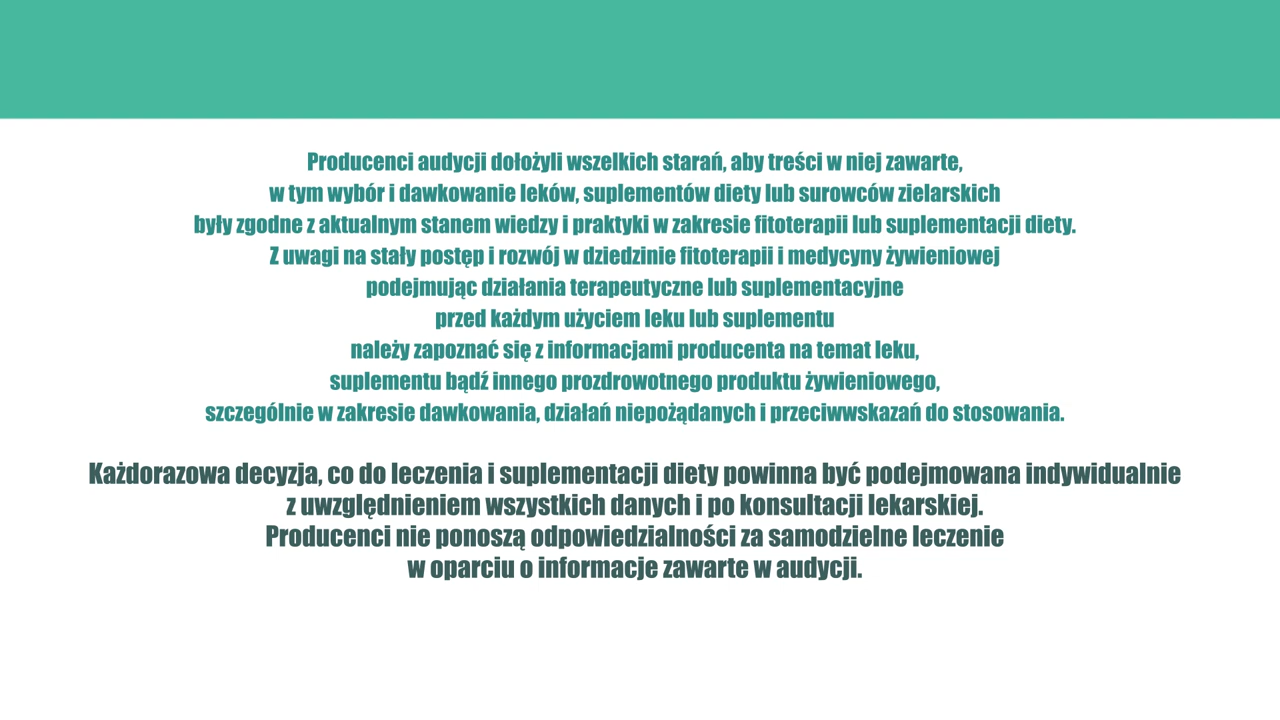 Producenci audycji dołożyli wszelkich starań, aby treści w niej zawarte,
w tym wybór i dawkowanie leków, suplementów diety lub surowców zielarskich
były zgodne z aktualnym stanem wiedzy i praktyki w zakresie fitoterapii lub suplementacji diety.
Z uwagi na stały postęp i rozwój w dziedzinie fitoterapii i medycyny żywieniowej
podejmując działania terapeutyczne lub suplementacyjne
przed każdym użyciem leku lub suplementu
należy zapoznać się z informacjami producenta na temat leku,
suplementu bądź innego prozdrowotnego produktu żywieniowego,
szczególnie w zakresie dawkowania, działań niepożądanych i przeciwwskazań do stosowania.
Każdorazowa decyzja, co do leczenia i suplementacji diety powinna być podejmowana indywidualnie
z uwzględnieniem wszystkich danych i po konsultacji lekarskiej.
Producenci nie ponoszą odpowiedzialności za samodzielne leczenie
w oparciu o informacje zawarte w audycji.